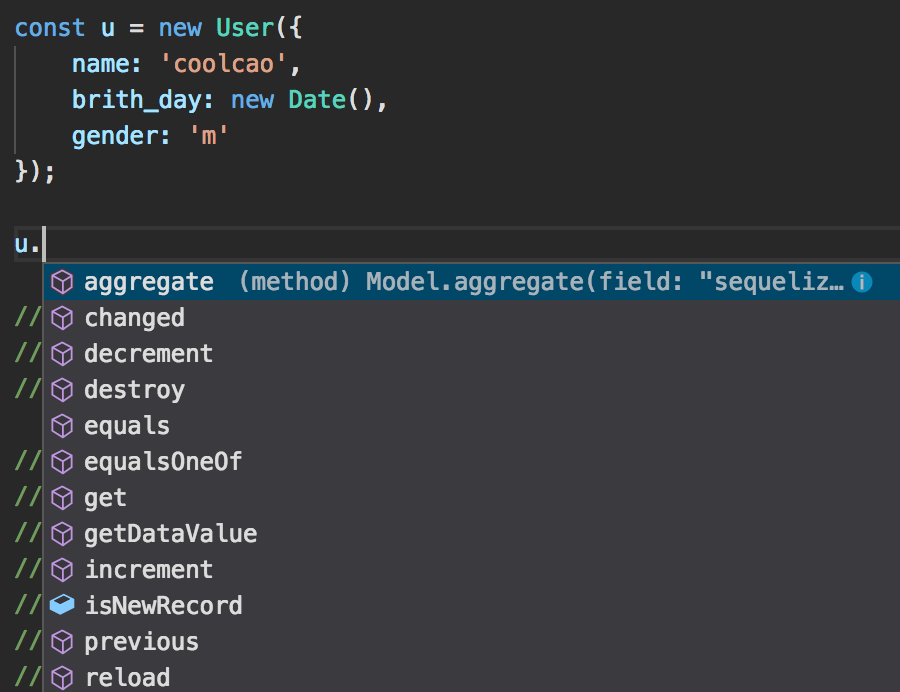 const u = new User({
name: 'coolcao',
brith_day: new Date(),
gender: 'm'
});
u.
aggregate (method) Model.aggregate(field: "sequeliz…
// changed
// decrement
// destroy
equals
// equalsOneOf
// get
// getDataValue
// increment
// isNewRecord
// previous
// reload